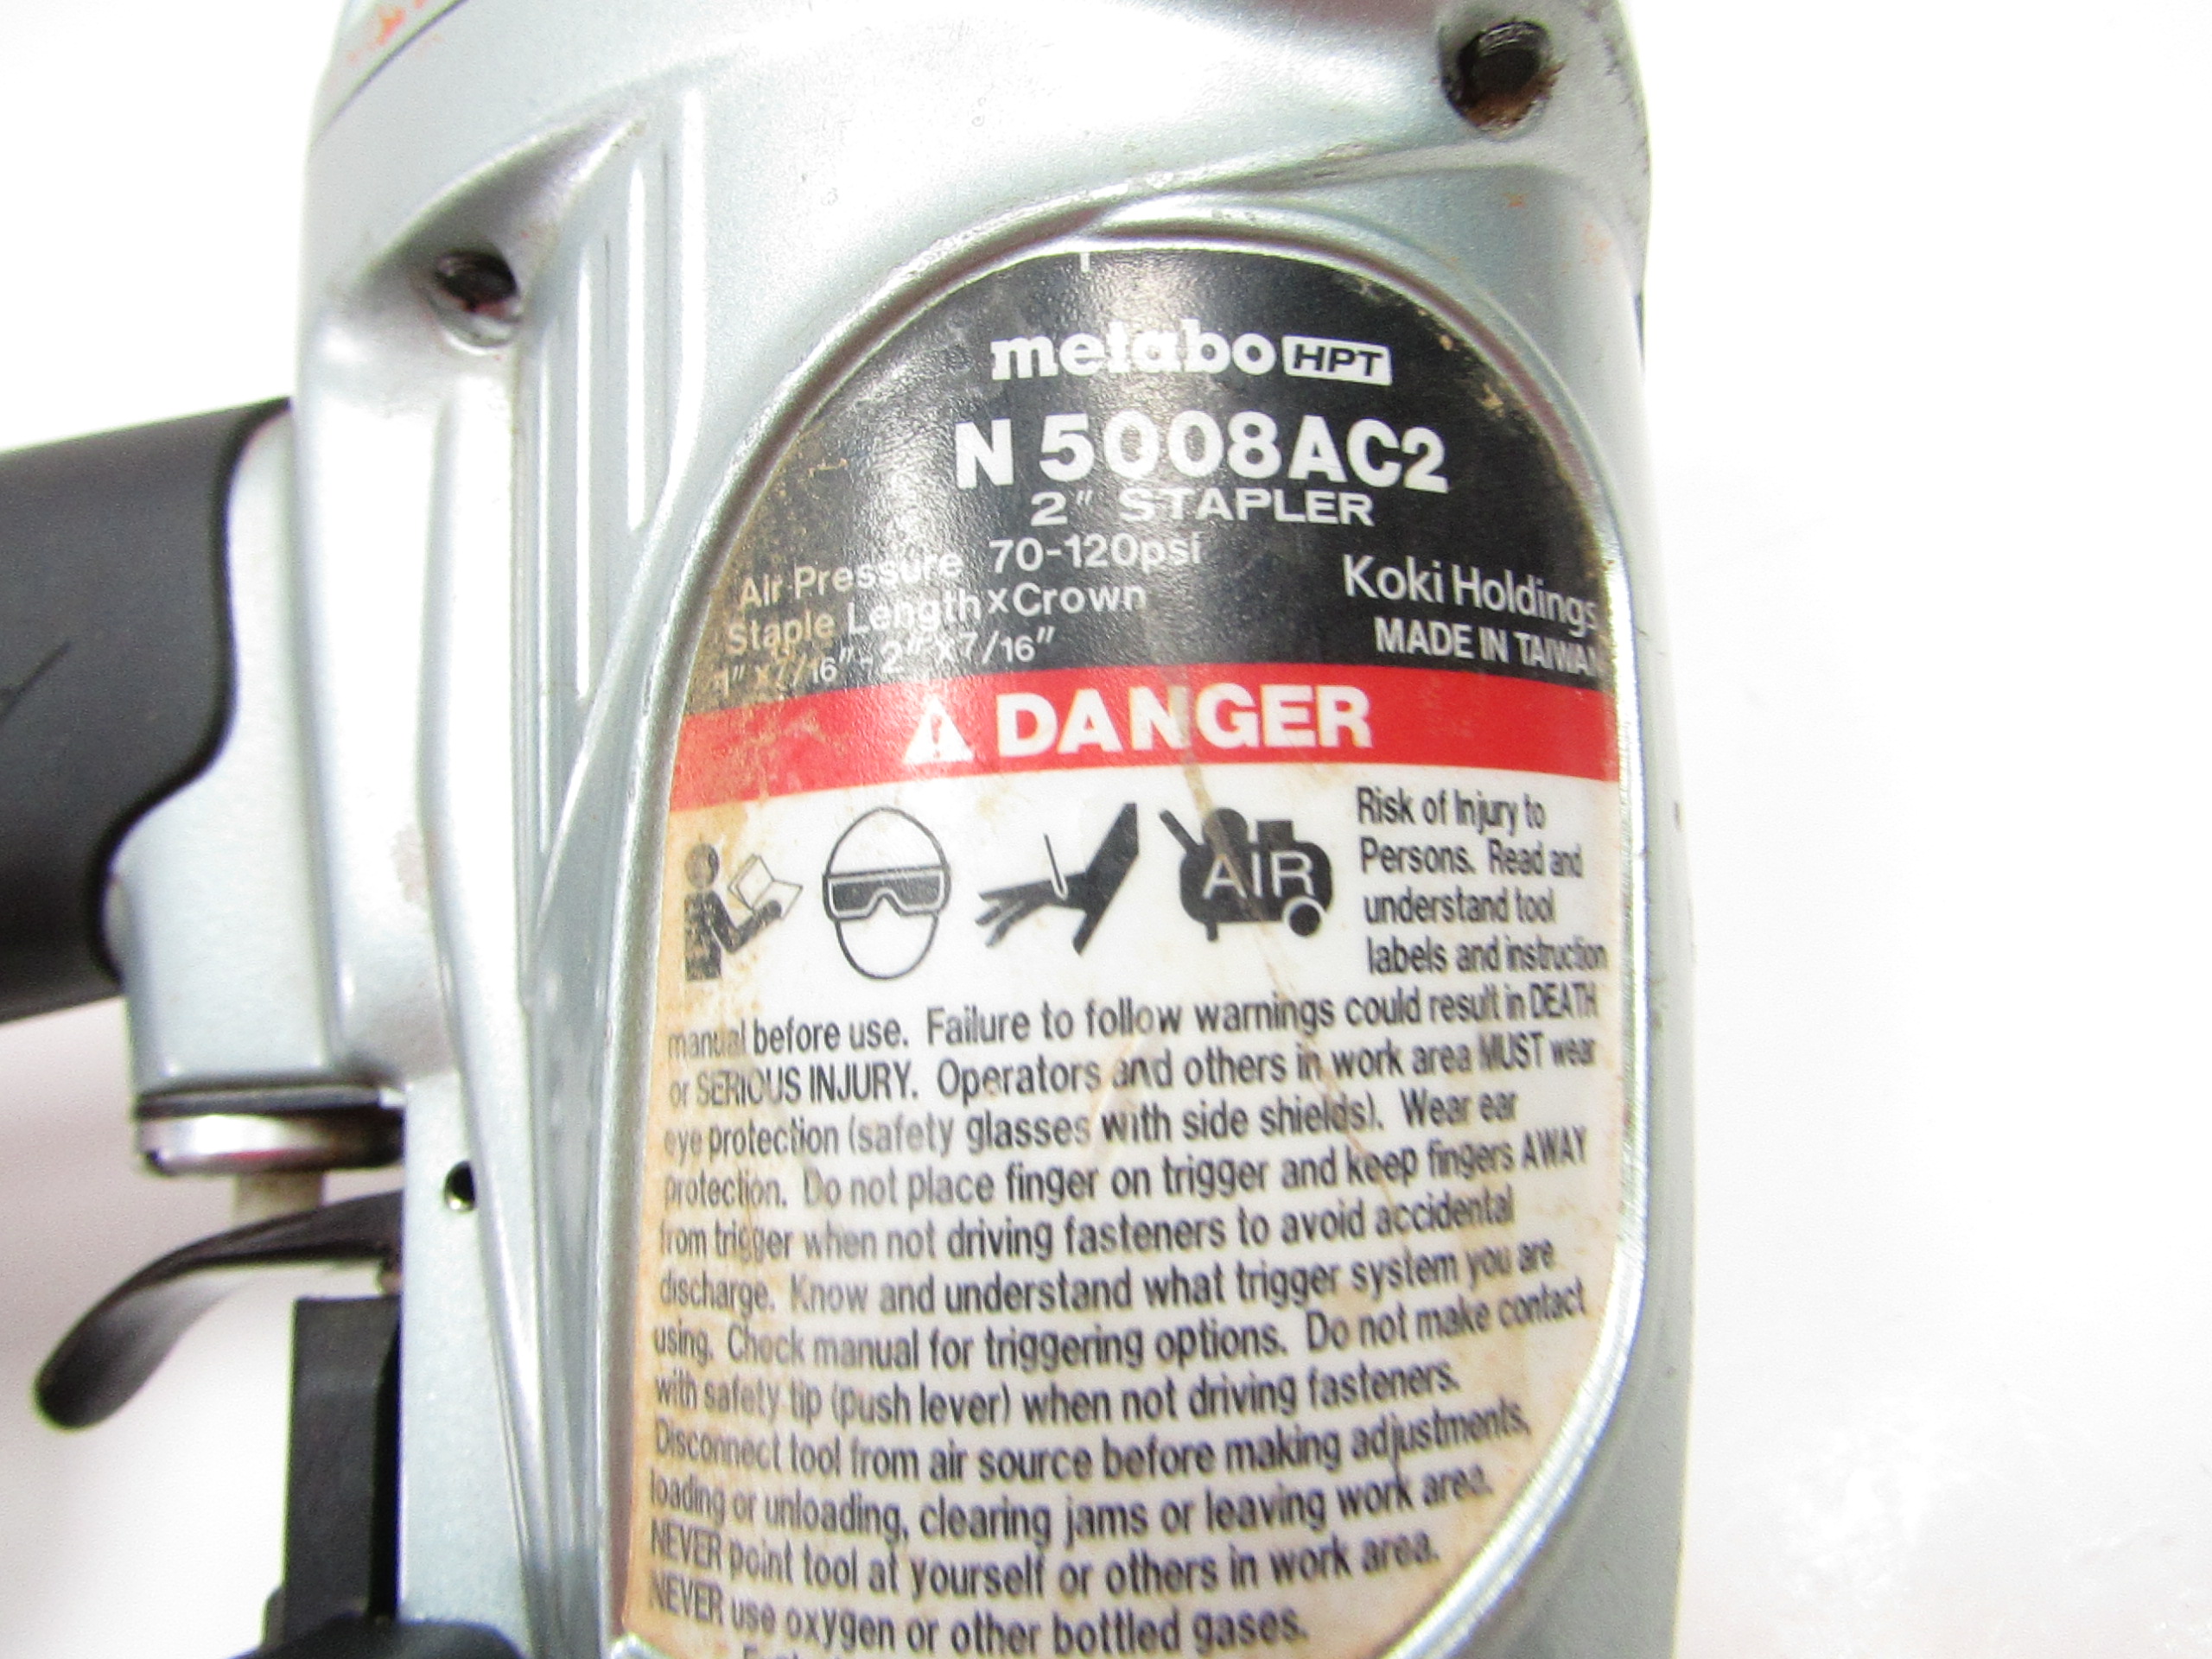 metabo HPT
N 5008AC2
2" STAPLER
Air Pressure 70-120psi
Staple Length x Crown
1" x 7/16" - 2" x 7/16"
Koki Holdings
MADE IN TAIWAN
DANGER
AIR
Risk of Injury to
Persons. Read and
understand tool
labels and instruction
manual before use. Failure to follow warnings could result in DEATH
or SERIOUS INJURY. Operators and others in work area MUST wear
eye protection (safety glasses with side shields). Wear ear
protection. Do not place finger on trigger and keep fingers AWAY
from trigger when not driving fasteners to avoid accidental
discharge. Know and understand what trigger system you are
using. Check manual for triggering options. Do not make contact
with safety tip (push lever) when not driving fasteners.
Disconnect tool from air source before making adjustments,
loading or unloading, clearing jams or leaving work area.
NEVER point tool at yourself or others in work area.
NEVER use oxygen or other bottled gases.